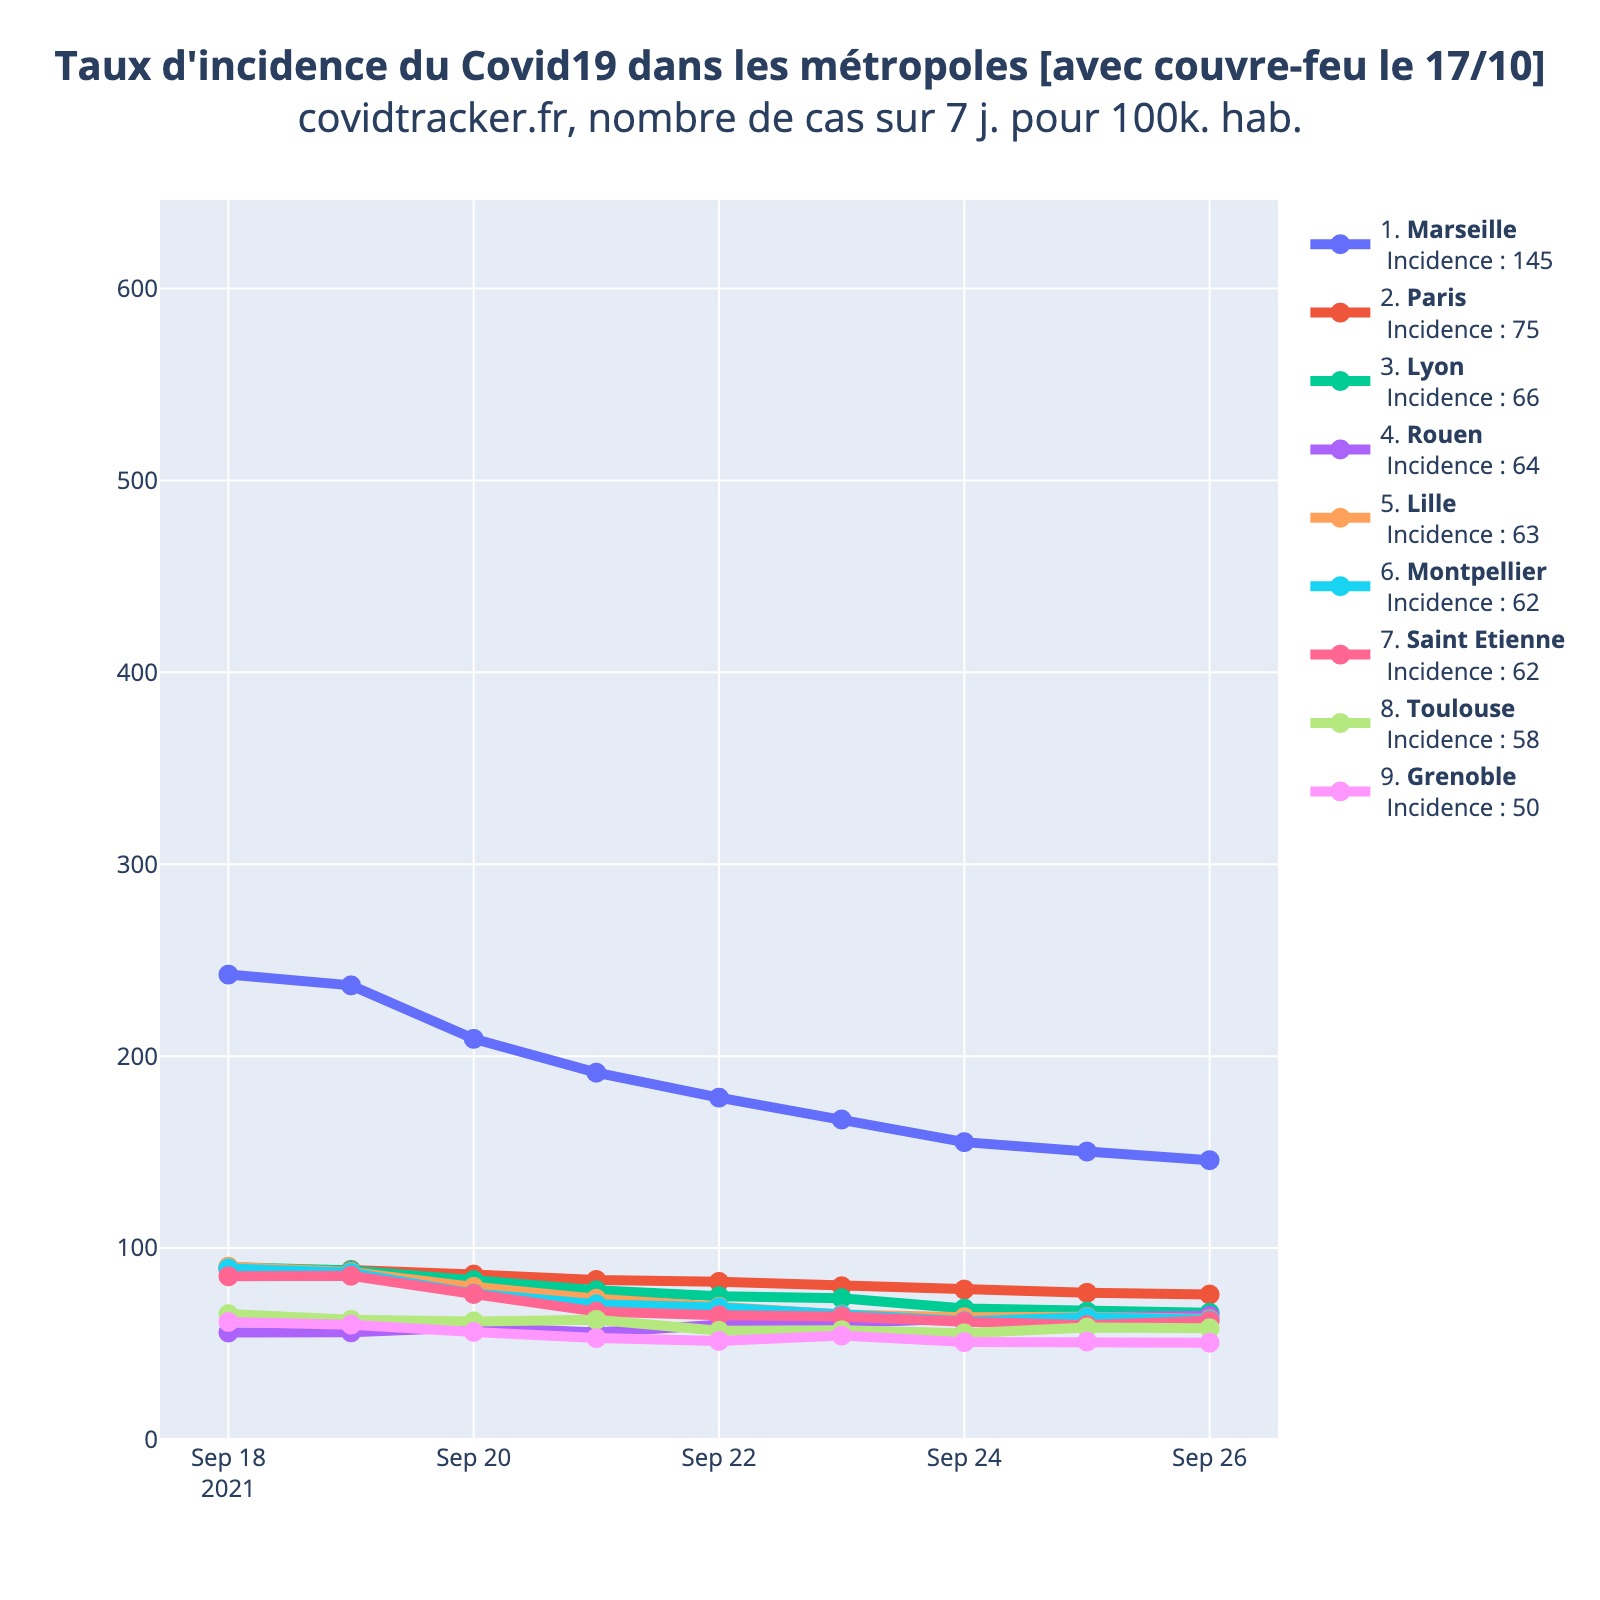 Taux d'incidence du Covid19 dans les métropoles [avec couvre-feu le 17/10]
covidtracker.fr, nombre de cas sur 7 j. pour 100k. hab.
600
500
400
300
200
100
0
Sep 18
2021
Sep 20
Sep 22
Sep 24
Sep 26
1. Marseille
Incidence : 145
2. Paris
Incidence : 75
3. Lyon
Incidence : 66
4. Rouen
Incidence : 64
5. Lille
Incidence : 63
6. Montpellier
Incidence : 62
7. Saint Etienne
Incidence : 62
8. Toulouse
Incidence : 58
9. Grenoble
Incidence : 50